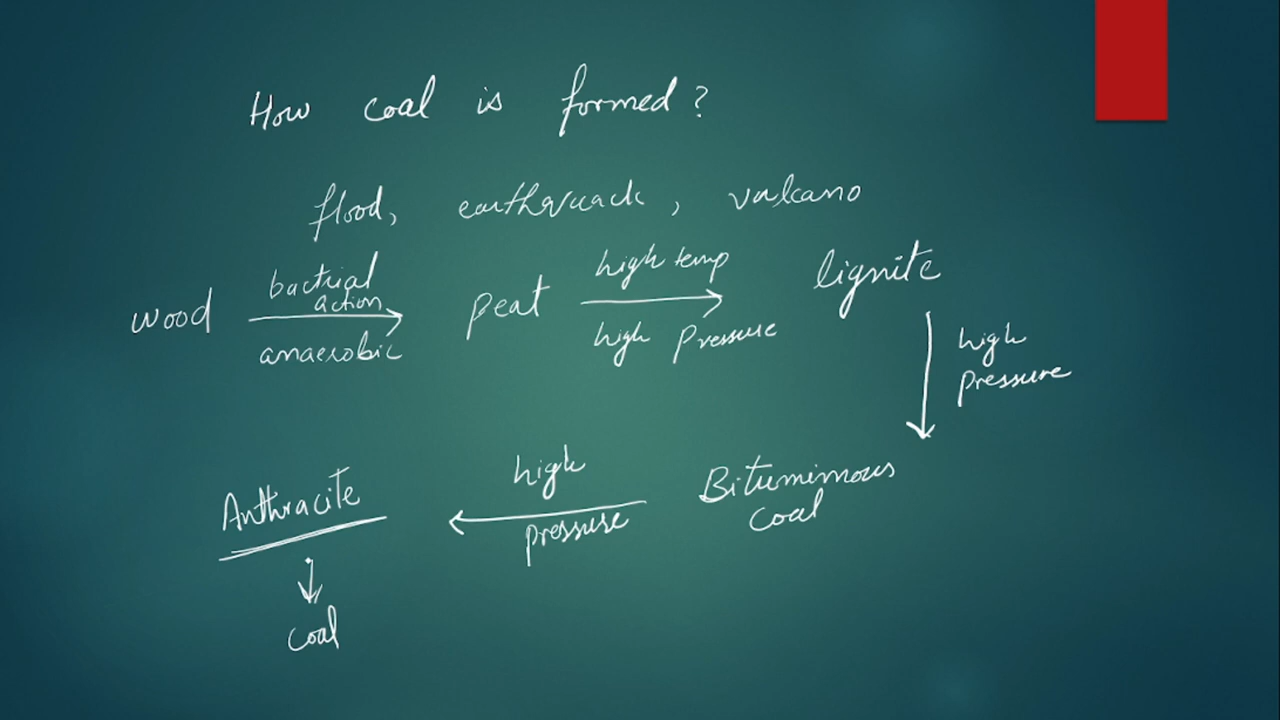 How coal is formed?
flood, earthquack, valcano
wood
bactrial
action
anaerobic
peat
high temp
high pressure
lignite
high
pressure
Bituminous
coal
high
pressure
Anthracite
coal